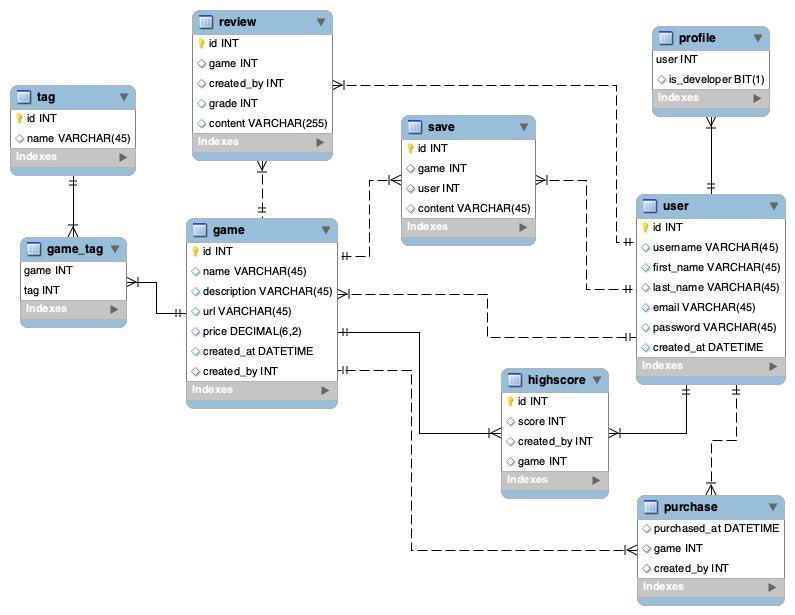 review
id INT
game INT
created_by INT
grade INT
content VARCHAR(255)
Indexes
profile
user INT
is_developer BIT(1)
Indexes
tag
id INT
name VARCHAR(45)
Indexes
save
id INT
game INT
user INT
content VARCHAR(45)
Indexes
user
id INT
username VARCHAR(45)
first_name VARCHAR(45)
last_name VARCHAR(45)
email VARCHAR(45)
password VARCHAR(45)
created_at DATETIME
Indexes
game
id INT
name VARCHAR(45)
description VARCHAR(45)
url VARCHAR(45)
price DECIMAL(6,2)
created_at DATETIME
created_by INT
Indexes
game_tag
game INT
tag INT
Indexes
highscore
id INT
score INT
created_by INT
game INT
Indexes
purchase
purchased_at DATETIME
game INT
created_by INT
Indexes